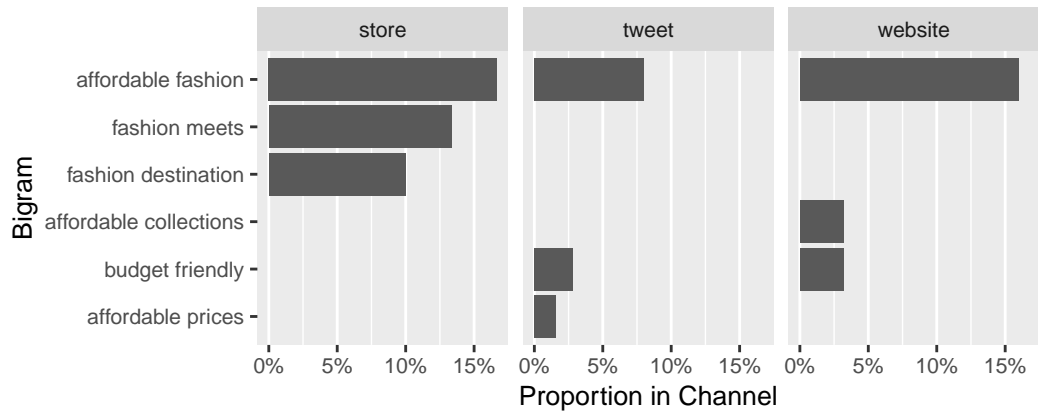 store tweet website
affordable fashion
fashion meets
fashion destination
affordable collections
budget friendly
affordable prices
0% 5% 10% 15% 0% 5% 10% 15% 0% 5% 10% 15%
Proportion in Channel
Bigram